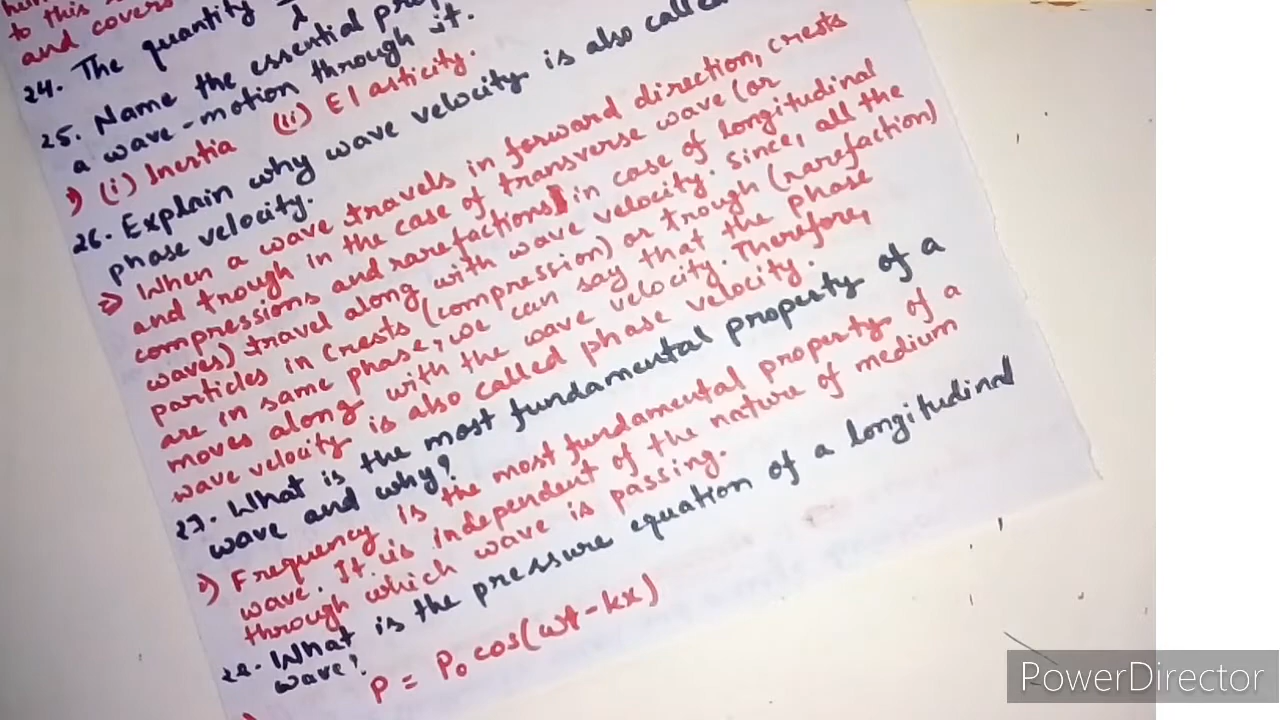 to this
and covers
24. The quantity
λ
25. Name the essential
a wave-motion through it.
(i) Inertia (ii) Elasticity.
26. Explain why wave velocity is also called
phase velocity.
⇒ When a wave travels in forward direction, crests
and trough in the case of transverse wave (or
compressions and rarefactions in case of longitudinal
waves) travel along with wave velocity. Since, all the
particles in crests (compression) or trough (rarefaction)
are in same phase, we can say that the phase
moves along with the wave velocity. Therefore,
wave velocity is also called phase velocity.
27. What is the most fundamental property of a
wave and why?
Frequency is the most fundamental property of a
wave. It is independent of the nature of medium
through which wave is passing.
28. What is the pressure equation of a longitudinal
wave?
P = P₀ cos(ωt - kx)
PowerDirector